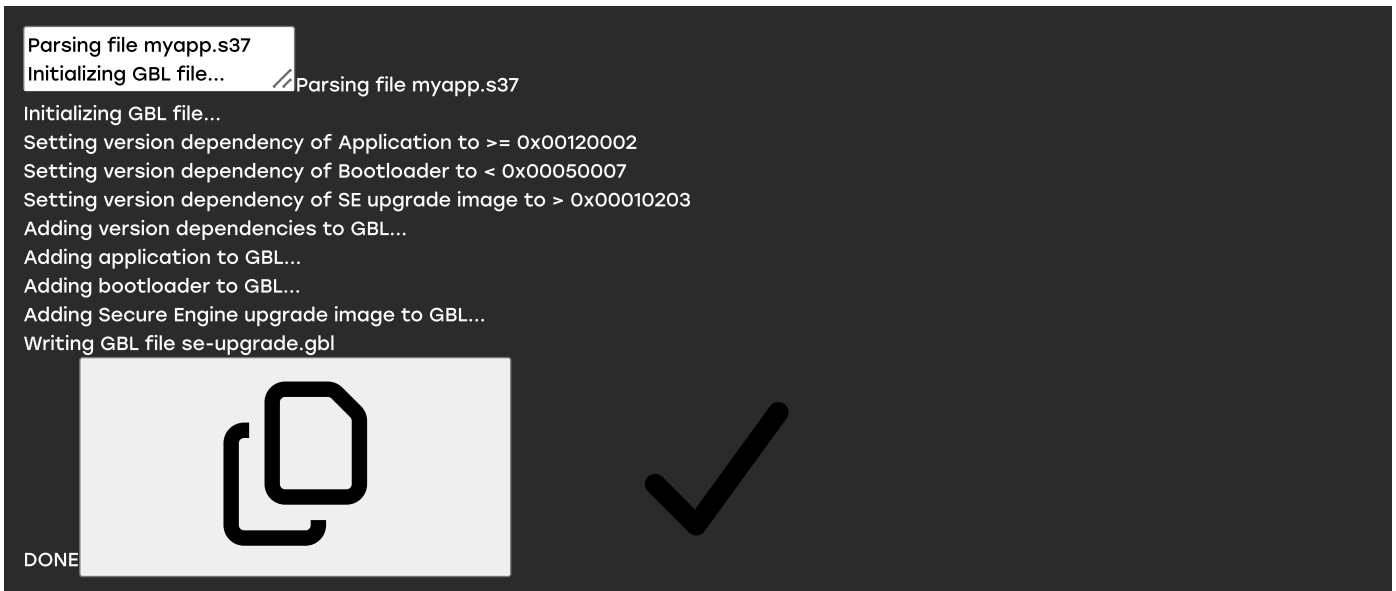 Parsing file myapp.s37
Initializing GBL file...
Parsing file myapp.s37
Initializing GBL file...
Setting version dependency of Application to >= 0x00120002
Setting version dependency of Bootloader to < 0x00050007
Setting version dependency of SE upgrade image to > 0x00010203
Adding version dependencies to GBL...
Adding application to GBL...
Adding bootloader to GBL...
Adding Secure Engine upgrade image to GBL...
Writing GBL file se-upgrade.gbl
DONE